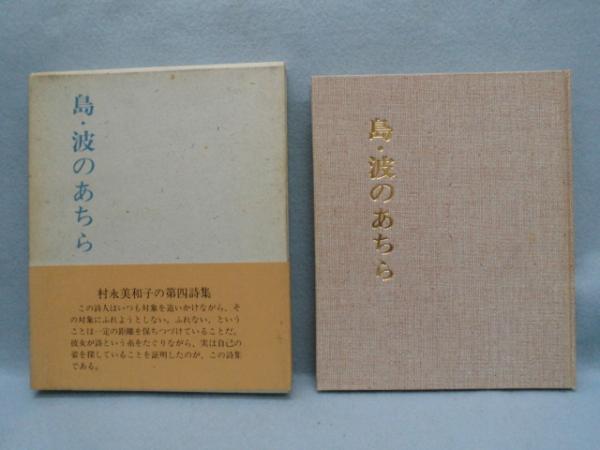 島・波のあちら
村永美和子の第四詩集
この詩人はいつも対象を追いかけながら、そ
の対象にふれようとしない。ふれない、という
ことは一定の距離を保ちつづけていることだ。
彼女が詩という糸をたぐりながら、実は自己の
姿を探していることを証明したのが、この詩集
である。
島・波のあちら